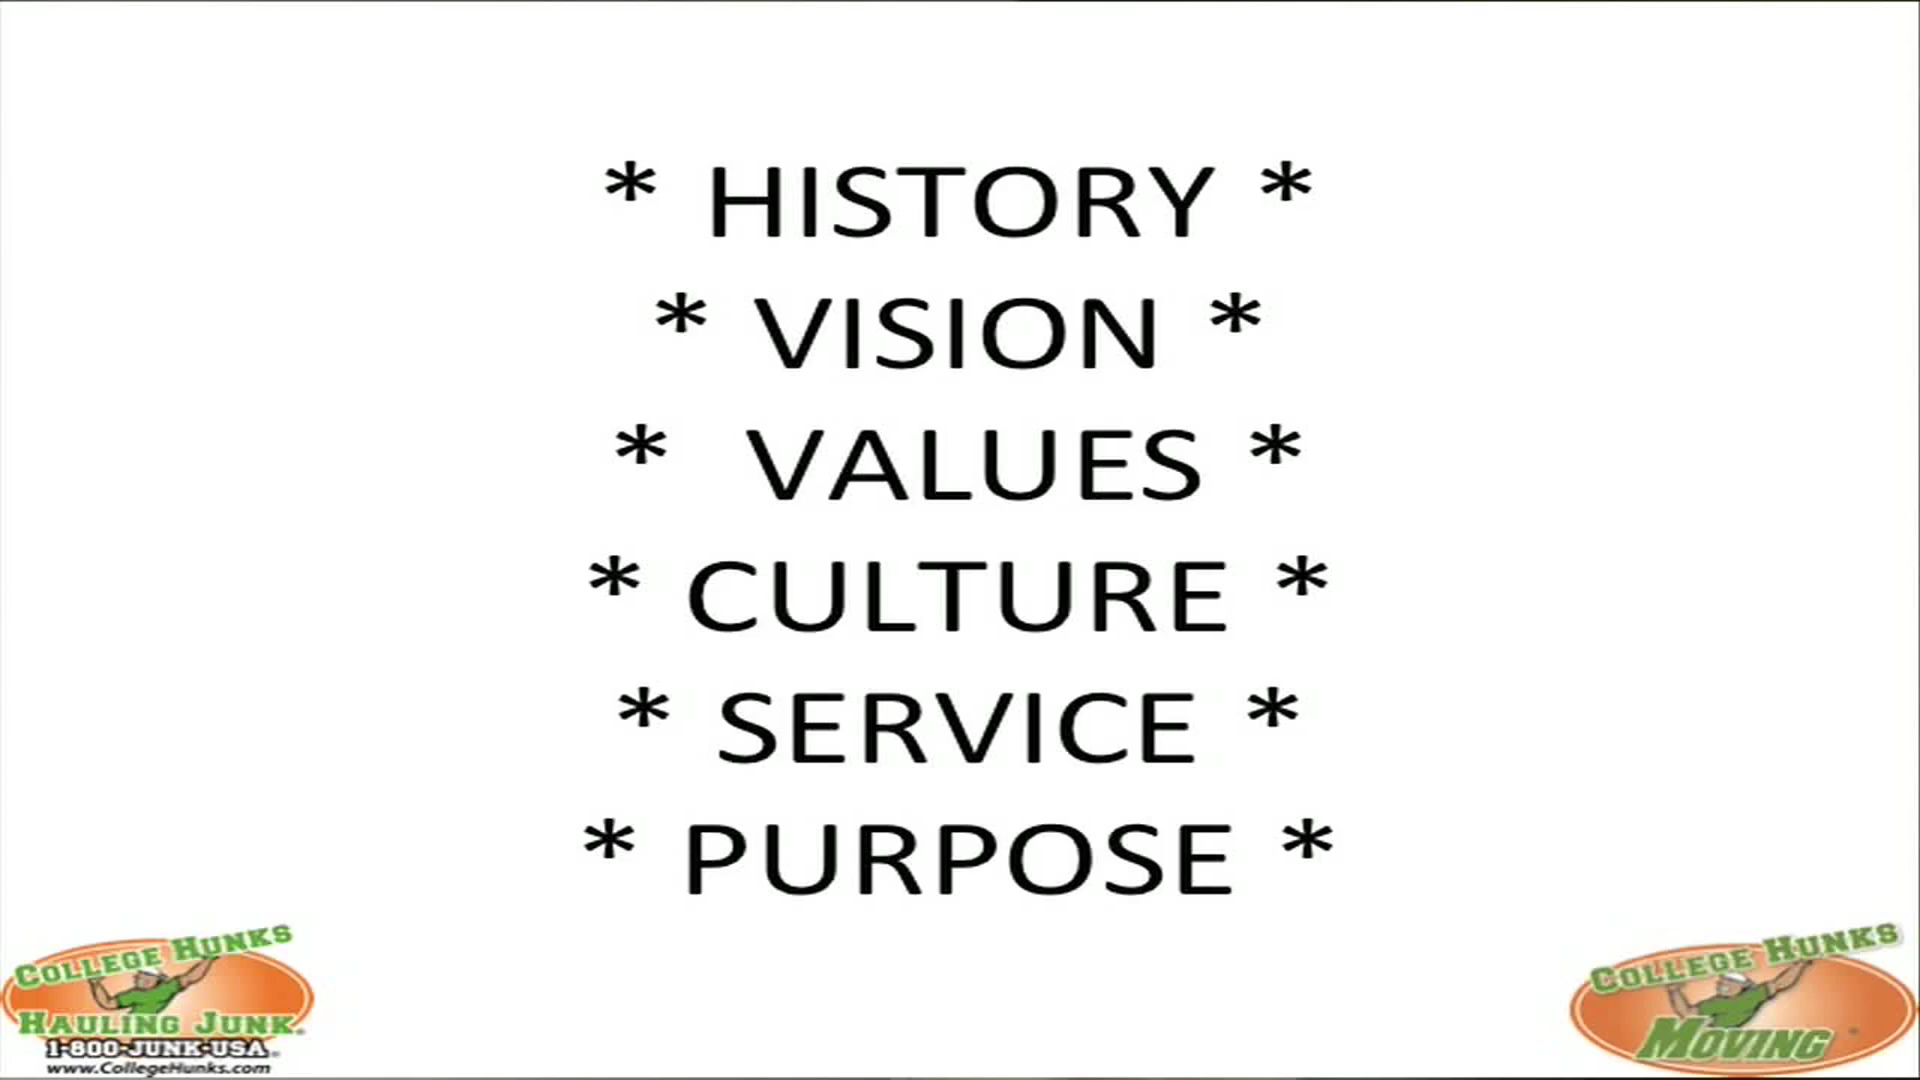 * HISTORY *
* VISION *
* VALUES *
* CULTURE *
* SERVICE *
* PURPOSE *
COLLEGE HUNKS
HAULING JUNK
1-800-JUNK-USA
www.CollegeHunks.com
COLLEGE HUNKS
MOVING